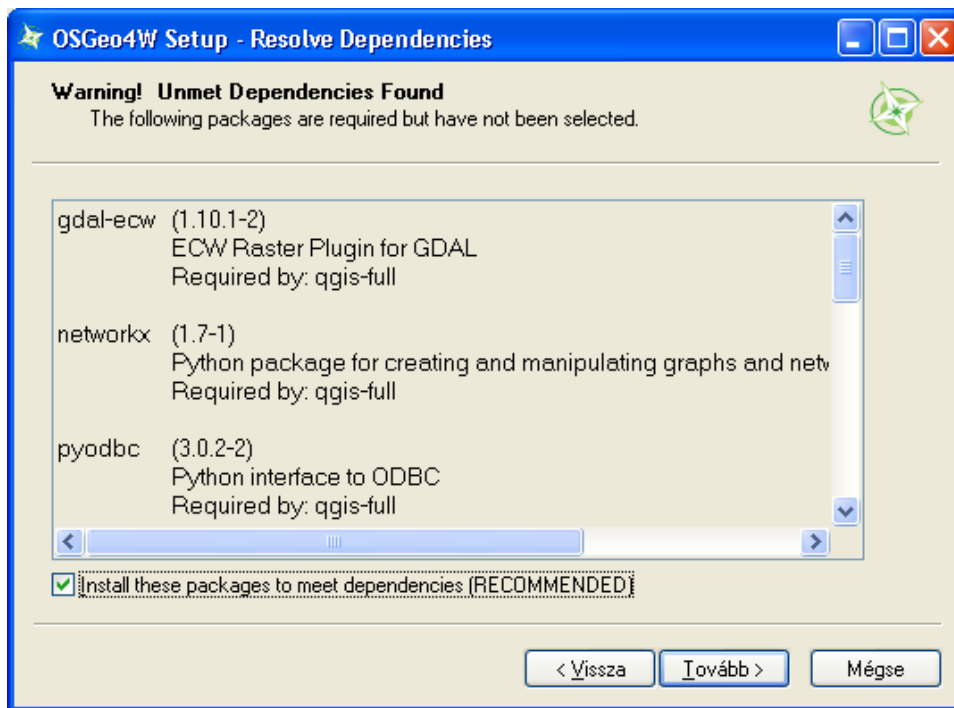 OSGeo4W Setup - Resolve Dependencies
Warning! Unmet Dependencies Found
The following packages are required but have not been selected.
gdal-ecw (1.10.1-2)
ECW Raster Plugin for GDAL
Required by: qgis-full
networkx (1.7-1)
Python package for creating and manipulating graphs and
Required by: qgis-full
pyodbc (3.0.2-2)
Python interface to ODBC
Required by: qgis-full
Install these packages to meet dependencies (RECOMMENDED)
< Vissza Tovább > Mégse